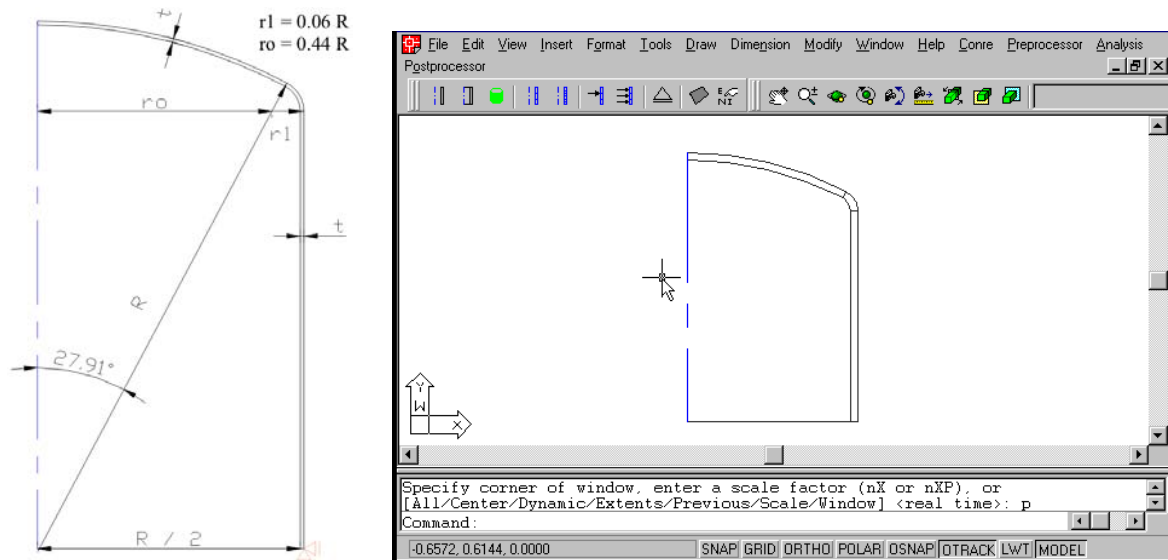 t
r1 = 0.06 R
ro = 0.44 R
ro
r1
t
R
27.91°
R / 2
File Edit View Insert Format Tools Draw Dimension Modify Window Help Conre Preprocessor Analysis
Postprocessor
E
NI
Y
W
X
Specify corner of window, enter a scale factor (nX or nXP), or
[All/Center/Dynamic/Extents/Previous/Scale/Window] <real time>: p
Command:
-0.6572, 0.6144, 0.0000 SNAP GRID ORTHO POLAR OSNAP OTRACK LWT MODEL